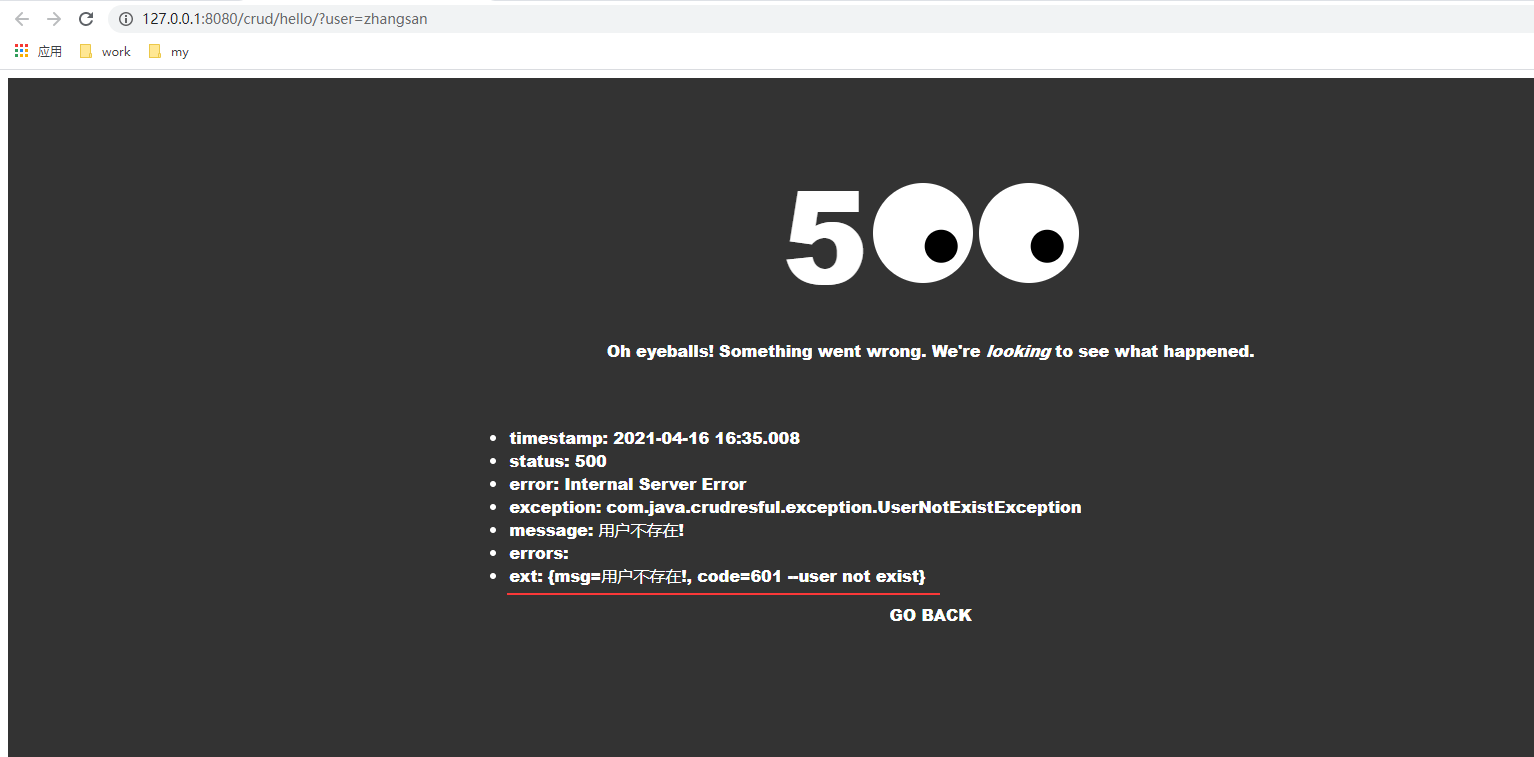 127.0.0.1:8080/crud/hello/?user=zhangsan
应用 work my
500
Oh eyeballs! Something went wrong. We're looking to see what happened.
timestamp: 2021-04-16 16:35.008
status: 500
error: Internal Server Error
exception: com.java.crudresful.exception.UserNotExistException
message: 用户不存在!
errors:
ext: {msg=用户不存在!, code=601 --user not exist}
GO BACK